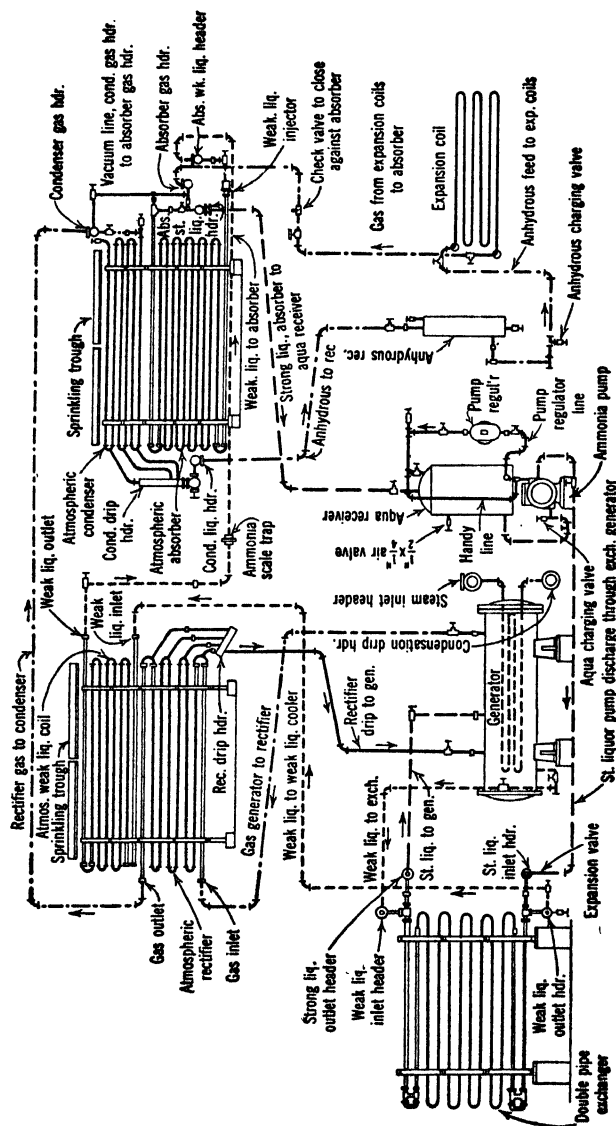 Rectifier gas to condenser
Atmos. weak liq. coil
Sprinkling trough
Weak liq. outlet
Weak
liq. inlet
Gas outlet
Atmospheric
rectifier
Gas inlet
Rec. drip hdr.
Gas generator to rectifier
Weak liq. to weak liq. cooler
Sprinkling trough
Atmospheric
condenser
Cond. drip
hdr.
Atmospheric
absorber
Cond. liq. hdr.
Ammonia
scale trap
Condenser gas hdr.
Vacuum line, cond. gas hdr.
to absorber gas hdr.
Absorber gas hdr.
Abs. wk. liq. header
Abs.
st.
liq.
hdr.
Weak. liq.
injector
Check valve to close
against absorber
Weak. liq. to absorber
Strong liq., absorber to
aqua receiver
Anhydrous to rec
Gas from expansion coils
to absorber
Expansion coil
Anhydrous feed to exp. coils
Anhydrous charging valve
Anhydrous rec.
Pump
regul'r
Pump
regulator
line
Ammonia pump
Aqua receiver
1/2" x 1/4" air valve
Handy
line
Steam inlet header
Condensation drip hdr.
Aqua charging valve
Generator
Rectifier
drip to gen.
St. liquor pump discharge through exch. generator
Weak liq. to exch.
St. liq. to gen.
Strong liq.
outlet header
Weak liq.
inlet header
St. liq.
inlet hdr.
Expansion valve
Weak liq.
outlet hdr.
Double pipe
exchanger